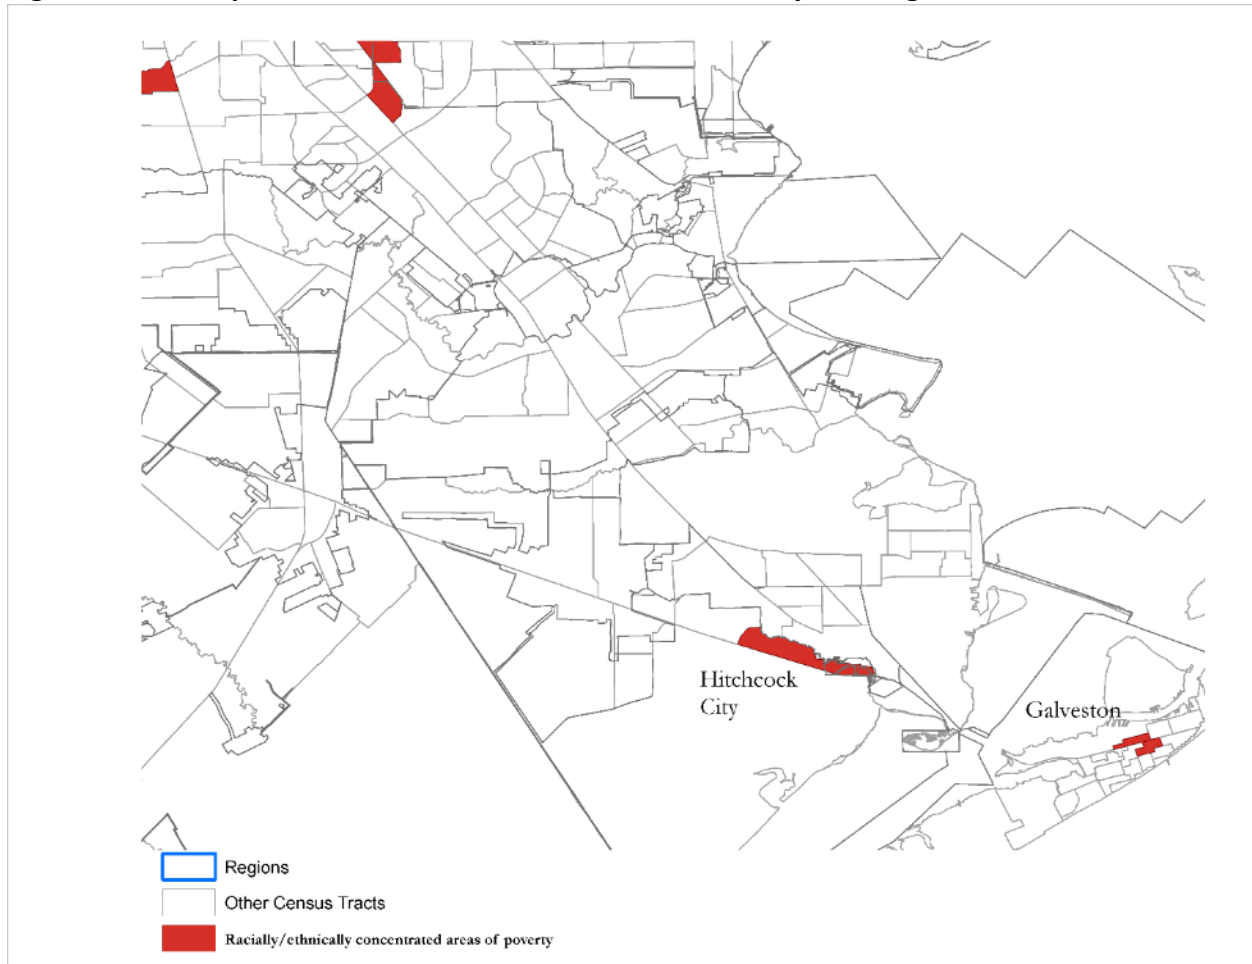 Hitchcock
City
Galveston
Regions
Other Census Tracts
Racially/ethnically concentrated areas of poverty